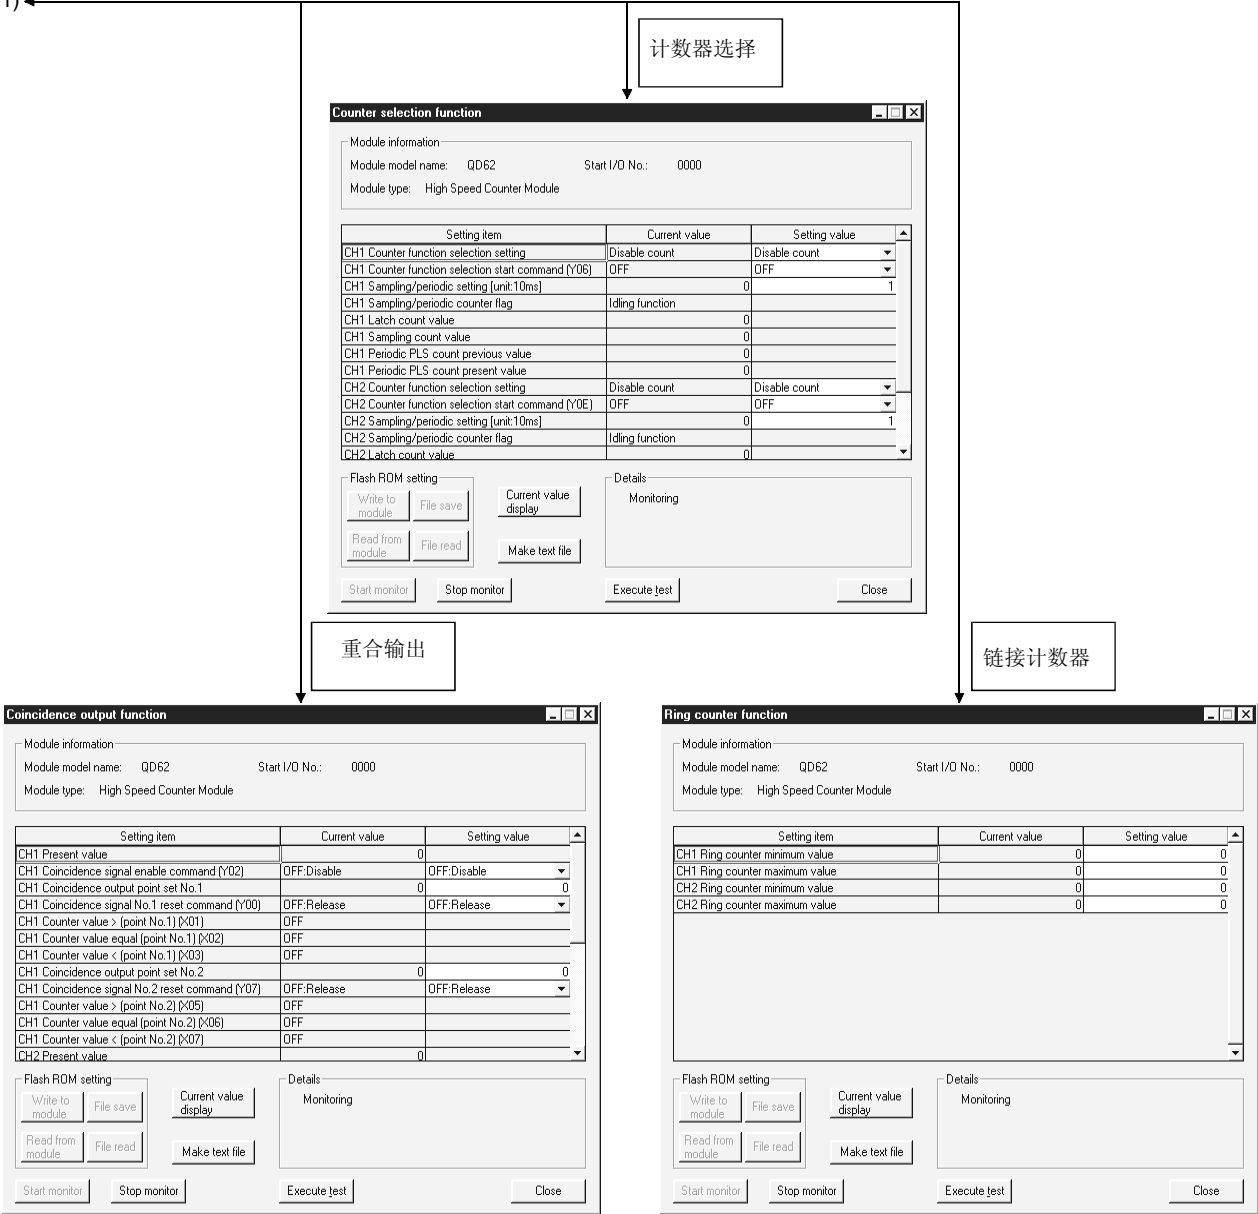 1)
计数器选择
Counter selection function
Module information
Module model name: QD62 Start I/O No.: 0000
Module type: High Speed Counter Module
Setting item Current value Setting value
CH1 Counter function selection setting Disable count Disable count
CH1 Counter function selection start command (Y06) OFF OFF
CH1 Sampling/periodic setting [unit:10ms] 0 1
CH1 Sampling/periodic counter flag Idling function
CH1 Latch count value 0
CH1 Sampling count value 0
CH1 Periodic PLS count previous value 0
CH1 Periodic PLS count present value 0
CH2 Counter function selection setting Disable count Disable count
CH2 Counter function selection start command (Y0E) OFF OFF
CH2 Sampling/periodic setting [unit:10ms] 0 1
CH2 Sampling/periodic counter flag Idling function
CH2 Latch count value 0
Flash ROM setting
Write to module
File save
Read from module
File read
Current value display
Make text file
Details
Monitoring
Start monitor
Stop monitor
Execute test
Close
重合输出
链接计数器
Coincidence output function
Module information
Module model name: QD62 Start I/O No.: 0000
Module type: High Speed Counter Module
Setting item Current value Setting value
CH1 Present value 0
CH1 Coincidence signal enable command (Y02) OFF:Disable OFF:Disable
CH1 Coincidence output point set No.1 0 0
CH1 Coincidence signal No.1 reset command (Y00) OFF:Release OFF:Release
CH1 Counter value > (point No.1) (X01) OFF
CH1 Counter value equal (point No.1) (X02) OFF
CH1 Counter value < (point No.1) (X03) OFF
CH1 Coincidence output point set No.2 0 0
CH1 Coincidence signal No.2 reset command (Y07) OFF:Release OFF:Release
CH1 Counter value > (point No.2) (X05) OFF
CH1 Counter value equal (point No.2) (X06) OFF
CH1 Counter value < (point No.2) (X07) OFF
CH2 Present value 0
Flash ROM setting
Write to module
File save
Read from module
File read
Current value display
Make text file
Details
Monitoring
Start monitor
Stop monitor
Execute test
Close
Ring counter function
Module information
Module model name: QD62 Start I/O No.: 0000
Module type: High Speed Counter Module
Setting item Current value Setting value
CH1 Ring counter minimum value 0 0
CH1 Ring counter maximum value 0 0
CH2 Ring counter minimum value 0 0
CH2 Ring counter maximum value 0 0
Flash ROM setting
Write to module
File save
Read from module
File read
Current value display
Make text file
Details
Monitoring
Start monitor
Stop monitor
Execute test
Close